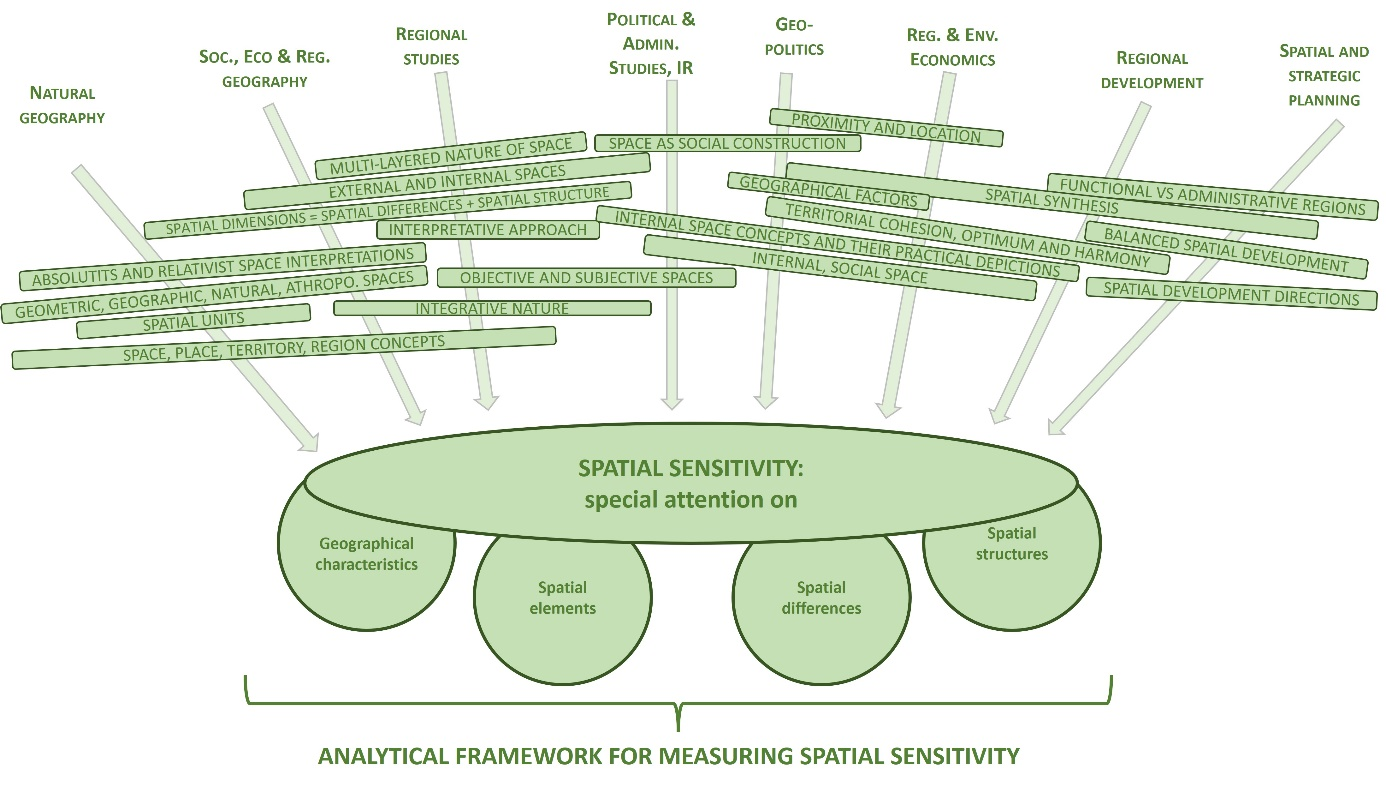 NATURAL
GEOGRAPHY
SOC., ECO & REG.
GEOGRAPHY
REGIONAL
STUDIES
POLITICAL &
ADMIN.
STUDIES, IR
GEO-
POLITICS
REG. & ENV.
ECONOMICS
REGIONAL
DEVELOPMENT
SPATIAL AND
STRATEGIC
PLANNING
PROXIMITY AND LOCATION
MULTI-LAYERED NATURE OF SPACE
SPACE AS SOCIAL CONSTRUCTION
EXTERNAL AND INTERNAL SPACES
SPATIAL DIMENSIONS = SPATIAL DIFFERENCES + SPATIAL STRUCTURE
INTERPRETATIVE APPROACH
GEOGRAPHICAL FACTORS
SPATIAL SYNTHESIS
FUNCTIONAL VS ADMINISTRATIVE REGIONS
TERRITORIAL COHESION, OPTIMUM AND HARMONY
INTERNAL SPACE CONCEPTS AND THEIR PRACTICAL DEPICTIONS
BALANCED SPATIAL DEVELOPMENT
INTERNAL, SOCIAL SPACE
ABSOLUTITS AND RELATIVIST SPACE INTERPRETATIONS
GEOMETRIC, GEOGRAPHIC, NATURAL, ATHROPO. SPACES
OBJECTIVE AND SUBJECTIVE SPACES
SPATIAL DEVELOPMENT DIRECTIONS
SPATIAL UNITS
INTEGRATIVE NATURE
SPACE, PLACE, TERRITORY, REGION CONCEPTS
SPATIAL SENSITIVITY:
special attention on
Geographical
characteristics
Spatial
elements
Spatial
differences
Spatial
structures
ANALYTICAL FRAMEWORK FOR MEASURING SPATIAL SENSITIVITY